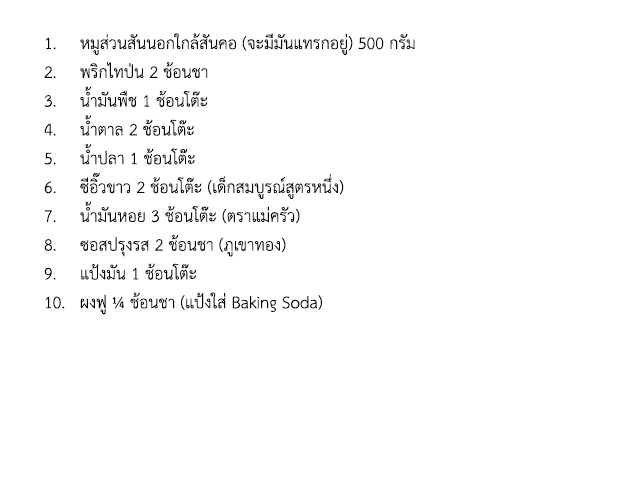 1. หมูส่วนสันนอกใกล้สันคอ (จะมีมันแทรกอยู่) 500 กรัม
2. พริกไทป่น 2 ช้อนชา
3. น้ำมันพืช 1 ช้อนโต๊ะ
4. น้ำตาล 2 ช้อนโต๊ะ
5. น้ำปลา 1 ช้อนโต๊ะ
6. ซีอิ๊วขาว 2 ช้อนโต๊ะ (เด็กสมบูรณ์สูตรหนึ่ง)
7. น้ำมันหอย 3 ช้อนโต๊ะ (ตราแม่ครัว)
8. ซอสปรุงรส 2 ช้อนชา (ภูเขาทอง)
9. แป้งมัน 1 ช้อนโต๊ะ
10. ผงฟู ¼ ช้อนชา (แป้งใส่ Baking Soda)